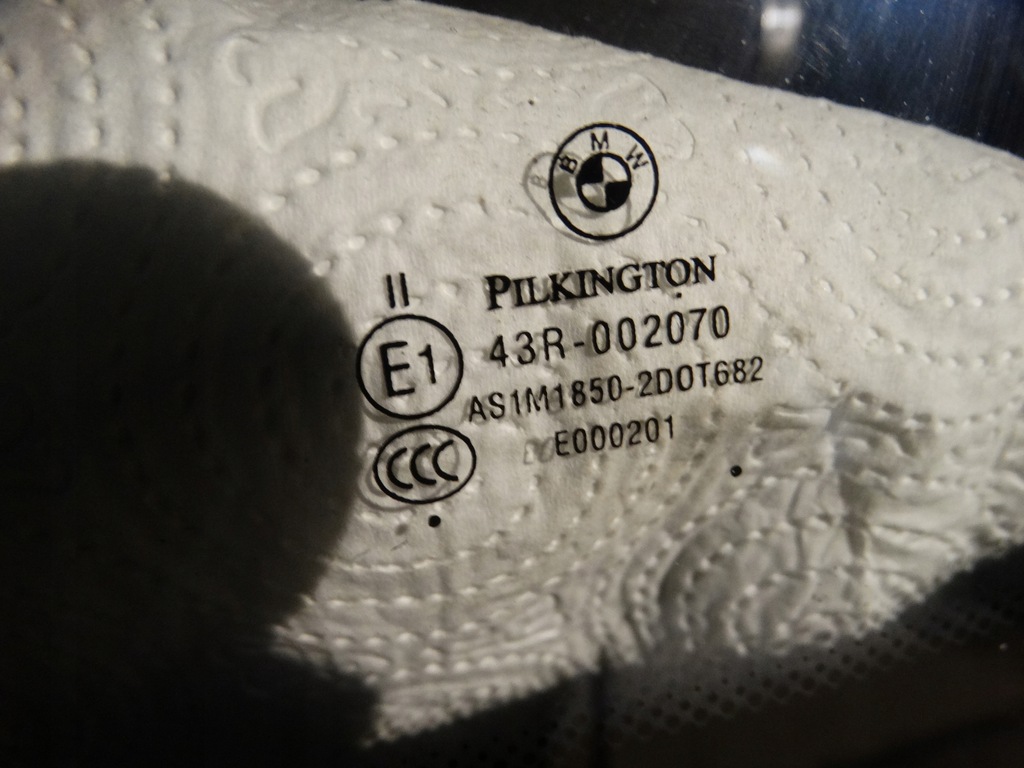 BMW
II PILKINGTON
E1 43R-002070
AS1M1850-2DOT682
CCC E000201